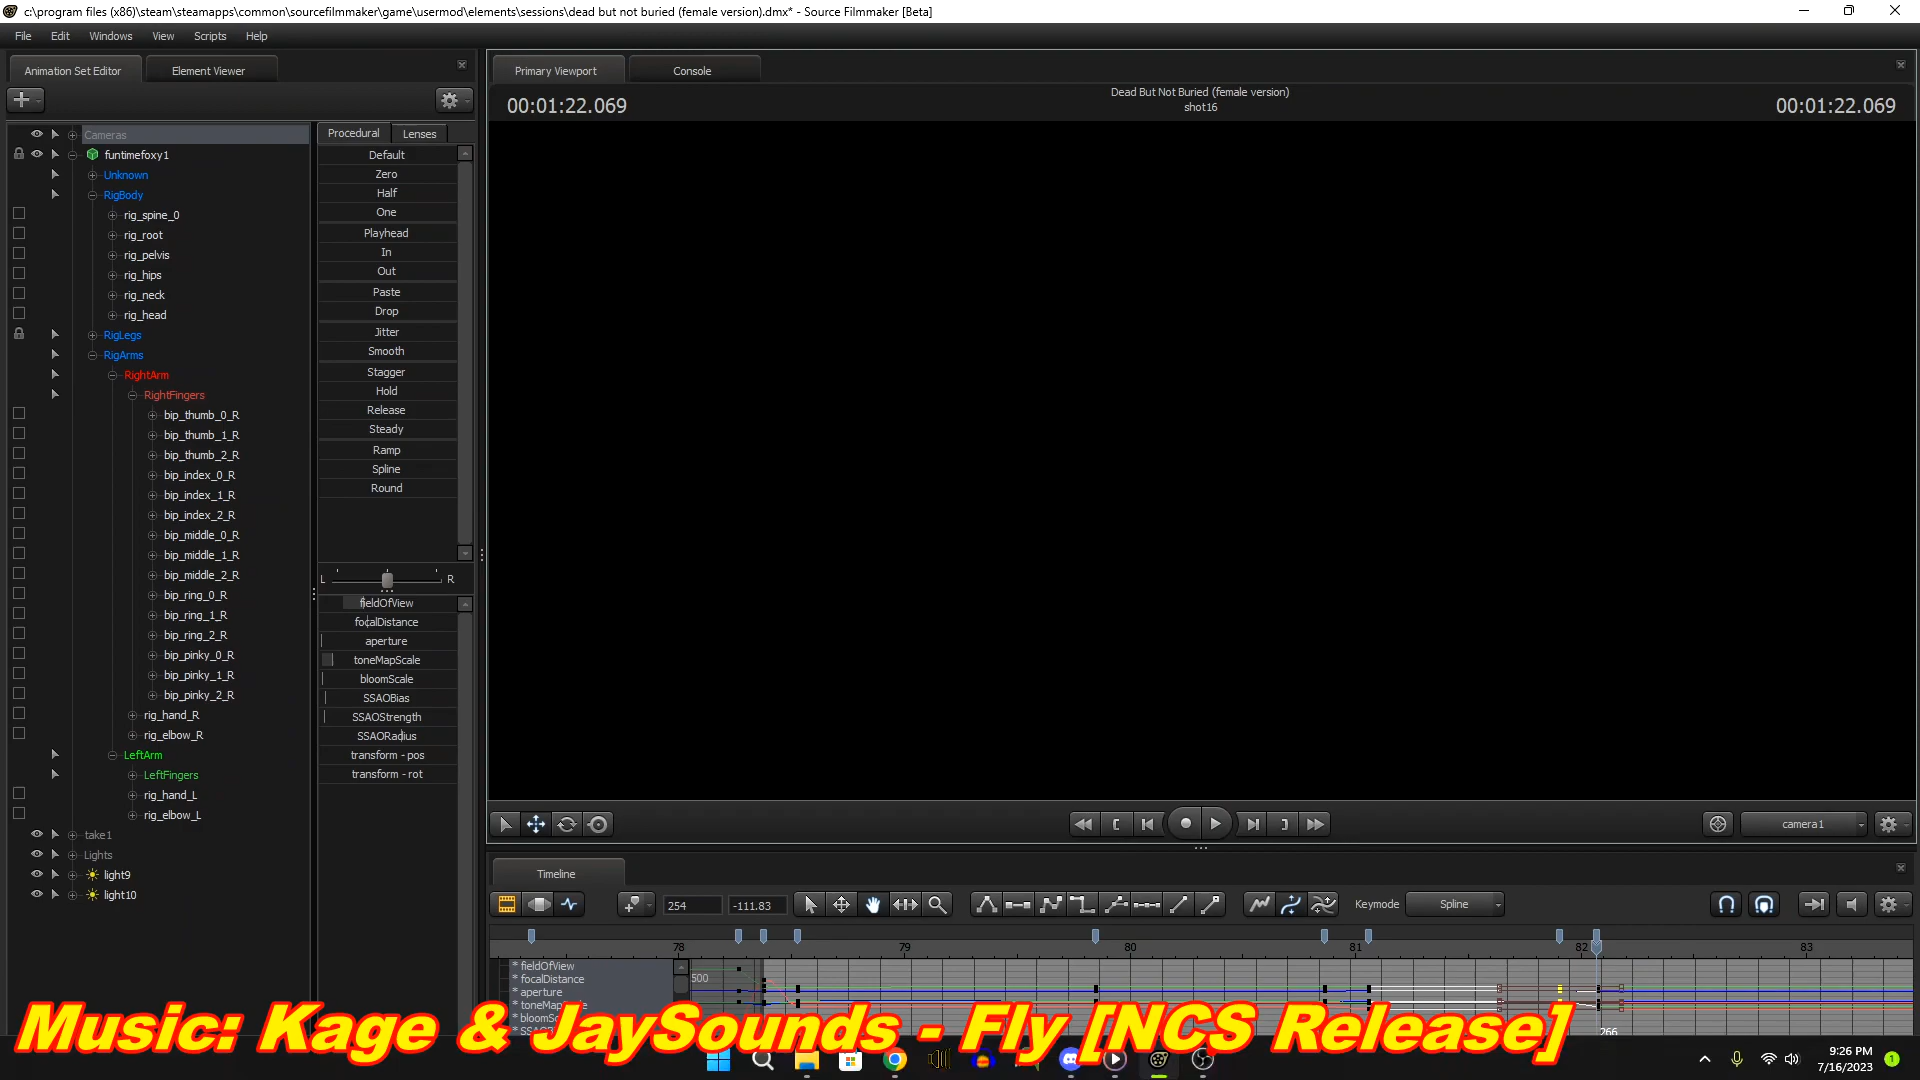 c:\program files (x86)\steam\steamapps\common\sourcefilmmaker\game\usermod\elements\sessions\dead but not buried (female version).dmx* - Source Filmmaker [Beta]
File Edit Windows View Scripts Help
Animation Set Editor Element Viewer
Primary Viewport Console
00:01:22.069
Dead But Not Buried (female version)
shot16
00:01:22.069
Cameras
funtimefoxy1
Unknown
RigBody
rig_spine_0
rig_root
rig_pelvis
rig_hips
rig_neck
rig_head
RigLegs
RigArms
RightArm
RightFingers
bip_thumb_0_R
bip_thumb_1_R
bip_thumb_2_R
bip_index_0_R
bip_index_1_R
bip_index_2_R
bip_middle_0_R
bip_middle_1_R
bip_middle_2_R
bip_ring_0_R
bip_ring_1_R
bip_ring_2_R
bip_pinky_0_R
bip_pinky_1_R
bip_pinky_2_R
rig_hand_R
rig_elbow_R
LeftArm
LeftFingers
rig_hand_L
rig_elbow_L
take1
Lights
light9
light10
Procedural Lenses
Default
Zero
Half
One
Playhead
In
Out
Paste
Drop
Jitter
Smooth
Stagger
Hold
Release
Steady
Ramp
Spline
Round
L R
fieldOfView
focalDistance
aperture
toneMapScale
bloomScale
SSAOBias
SSAOStrength
SSAORadius
transform - pos
transform - rot
camera1
Timeline
254 -111.83 Keymode Spline
78 79 80 81 82 83
* fieldOfView
* focalDistance
* aperture
500
266
Music: Kage & JaySounds - Fly [NCS Release]
9:26 PM
7/16/2023
1